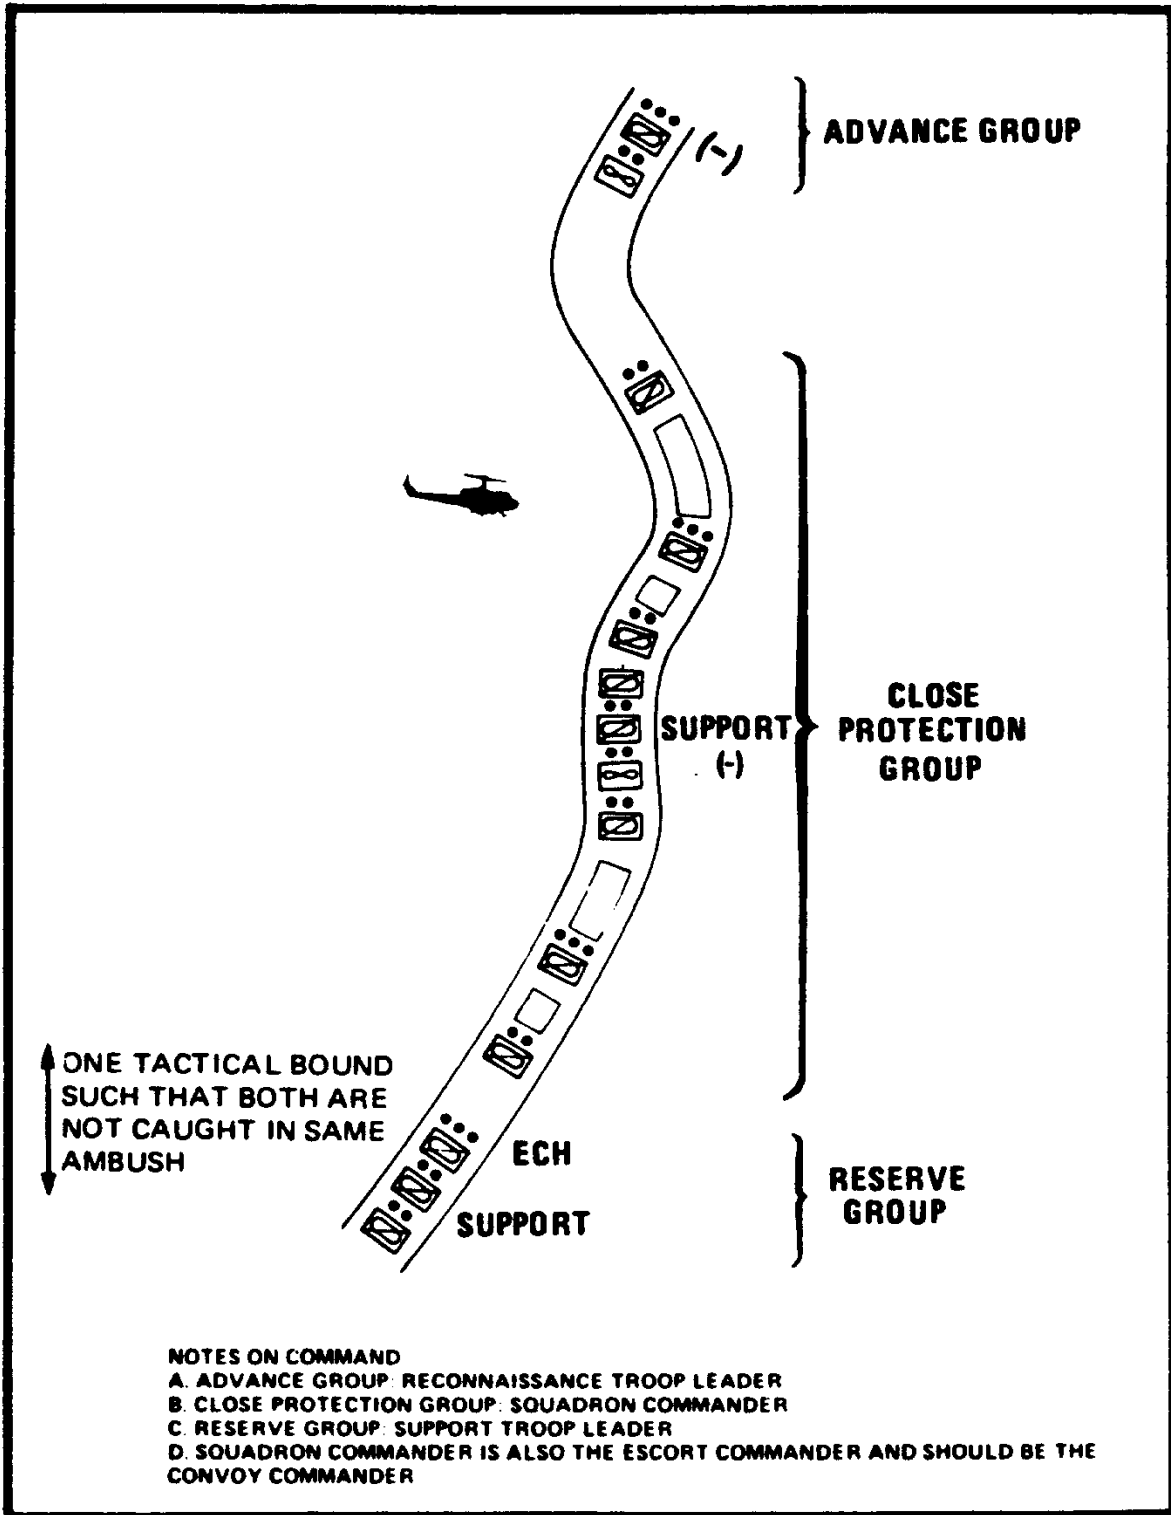 ADVANCE GROUP
(-)
CLOSE
SUPPORT
PROTECTION
(-)
GROUP
ONE TACTICAL BOUND
SUCH THAT BOTH ARE
NOT CAUGHT IN SAME
AMBUSH
ECH
SUPPORT
RESERVE
GROUP
NOTES ON COMMAND
A. ADVANCE GROUP: RECONNAISSANCE TROOP LEADER
B. CLOSE PROTECTION GROUP: SQUADRON COMMANDER
C. RESERVE GROUP: SUPPORT TROOP LEADER
D. SQUADRON COMMANDER IS ALSO THE ESCORT COMMANDER AND SHOULD BE THE
CONVOY COMMANDER